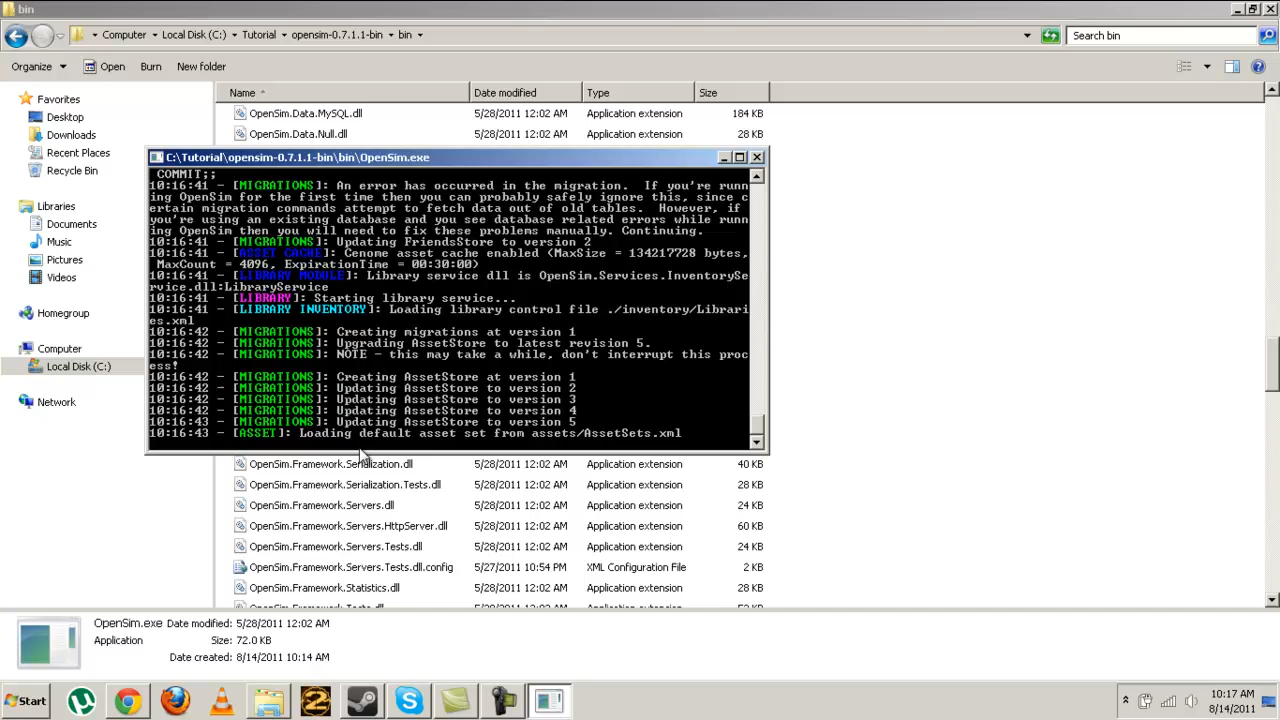 bin
Computer
Local Disk (C:)
Tutorial
opensim-0.7.1.1-bin
bin
Search bin
Organize
Open
Burn
New folder
Favorites
Desktop
Downloads
Recent Places
Recycle Bin
Libraries
Documents
Music
Pictures
Videos
Homegroup
Computer
Local Disk (C:)
Network
Name Date modified Type Size
OpenSim.Data.MySQL.dll 5/28/2011 12:02 AM Application extension 184 KB
OpenSim.Data.Null.dll 5/28/2011 12:02 AM Application extension 28 KB
C:\Tutorial\opensim-0.7.1.1-bin\bin\OpenSim.exe
COMMIT;;
10:16:41 - [MIGRATIONS]: An error has occurred in the migration.  If you're runn
ing OpenSim for the first time then you can probably safely ignore this, since c
ertain migration commands attempt to fetch data out of old tables.  However, if
you're using an existing database and you see database related errors while runn
ing OpenSim then you will need to fix these problems manually. Continuing.
10:16:41 - [MIGRATIONS]: Updating FriendsStore to version 2
10:16:41 - [ASSET CACHE]: Cenome asset cache enabled (MaxSize = 134217728 bytes,
MaxCount = 4096, ExpirationTime = 00:30:00)
10:16:41 - [LIBRARY MODULE]: Library service dll is OpenSim.Services.InventorySe
rvice.dll:LibraryService
10:16:41 - [LIBRARY]: Starting library service...
10:16:41 - [LIBRARY INVENTORY]: Loading library control file ./inventory/Librari
es.xml
10:16:42 - [MIGRATIONS]: Creating migrations at version 1
10:16:42 - [MIGRATIONS]: Upgrading AssetStore to latest revision 5.
10:16:42 - [MIGRATIONS]: NOTE - this may take a while, don't interrupt this proc
ess!
10:16:42 - [MIGRATIONS]: Creating AssetStore at version 1
10:16:42 - [MIGRATIONS]: Updating AssetStore to version 2
10:16:42 - [MIGRATIONS]: Updating AssetStore to version 3
10:16:42 - [MIGRATIONS]: Updating AssetStore to version 4
10:16:43 - [MIGRATIONS]: Updating AssetStore to version 5
10:16:43 - [ASSET]: Loading default asset set from assets/AssetSets.xml
OpenSim.Framework.Serialization.dll 5/28/2011 12:02 AM Application extension 40 KB
OpenSim.Framework.Serialization.Tests.dll 5/28/2011 12:02 AM Application extension 28 KB
OpenSim.Framework.Servers.dll 5/28/2011 12:02 AM Application extension 24 KB
OpenSim.Framework.Servers.HttpServer.dll 5/28/2011 12:02 AM Application extension 60 KB
OpenSim.Framework.Servers.Tests.dll 5/28/2011 12:02 AM Application extension 24 KB
OpenSim.Framework.Servers.Tests.dll.config 5/27/2011 10:54 PM XML Configuration File 2 KB
OpenSim.Framework.Statistics.dll 5/28/2011 12:02 AM Application extension 28 KB
OpenSim.exe Date modified: 5/28/2011 12:02 AM
Application Size: 72.0 KB
Date created: 8/14/2011 10:14 AM
Start
10:17 AM
8/14/2011